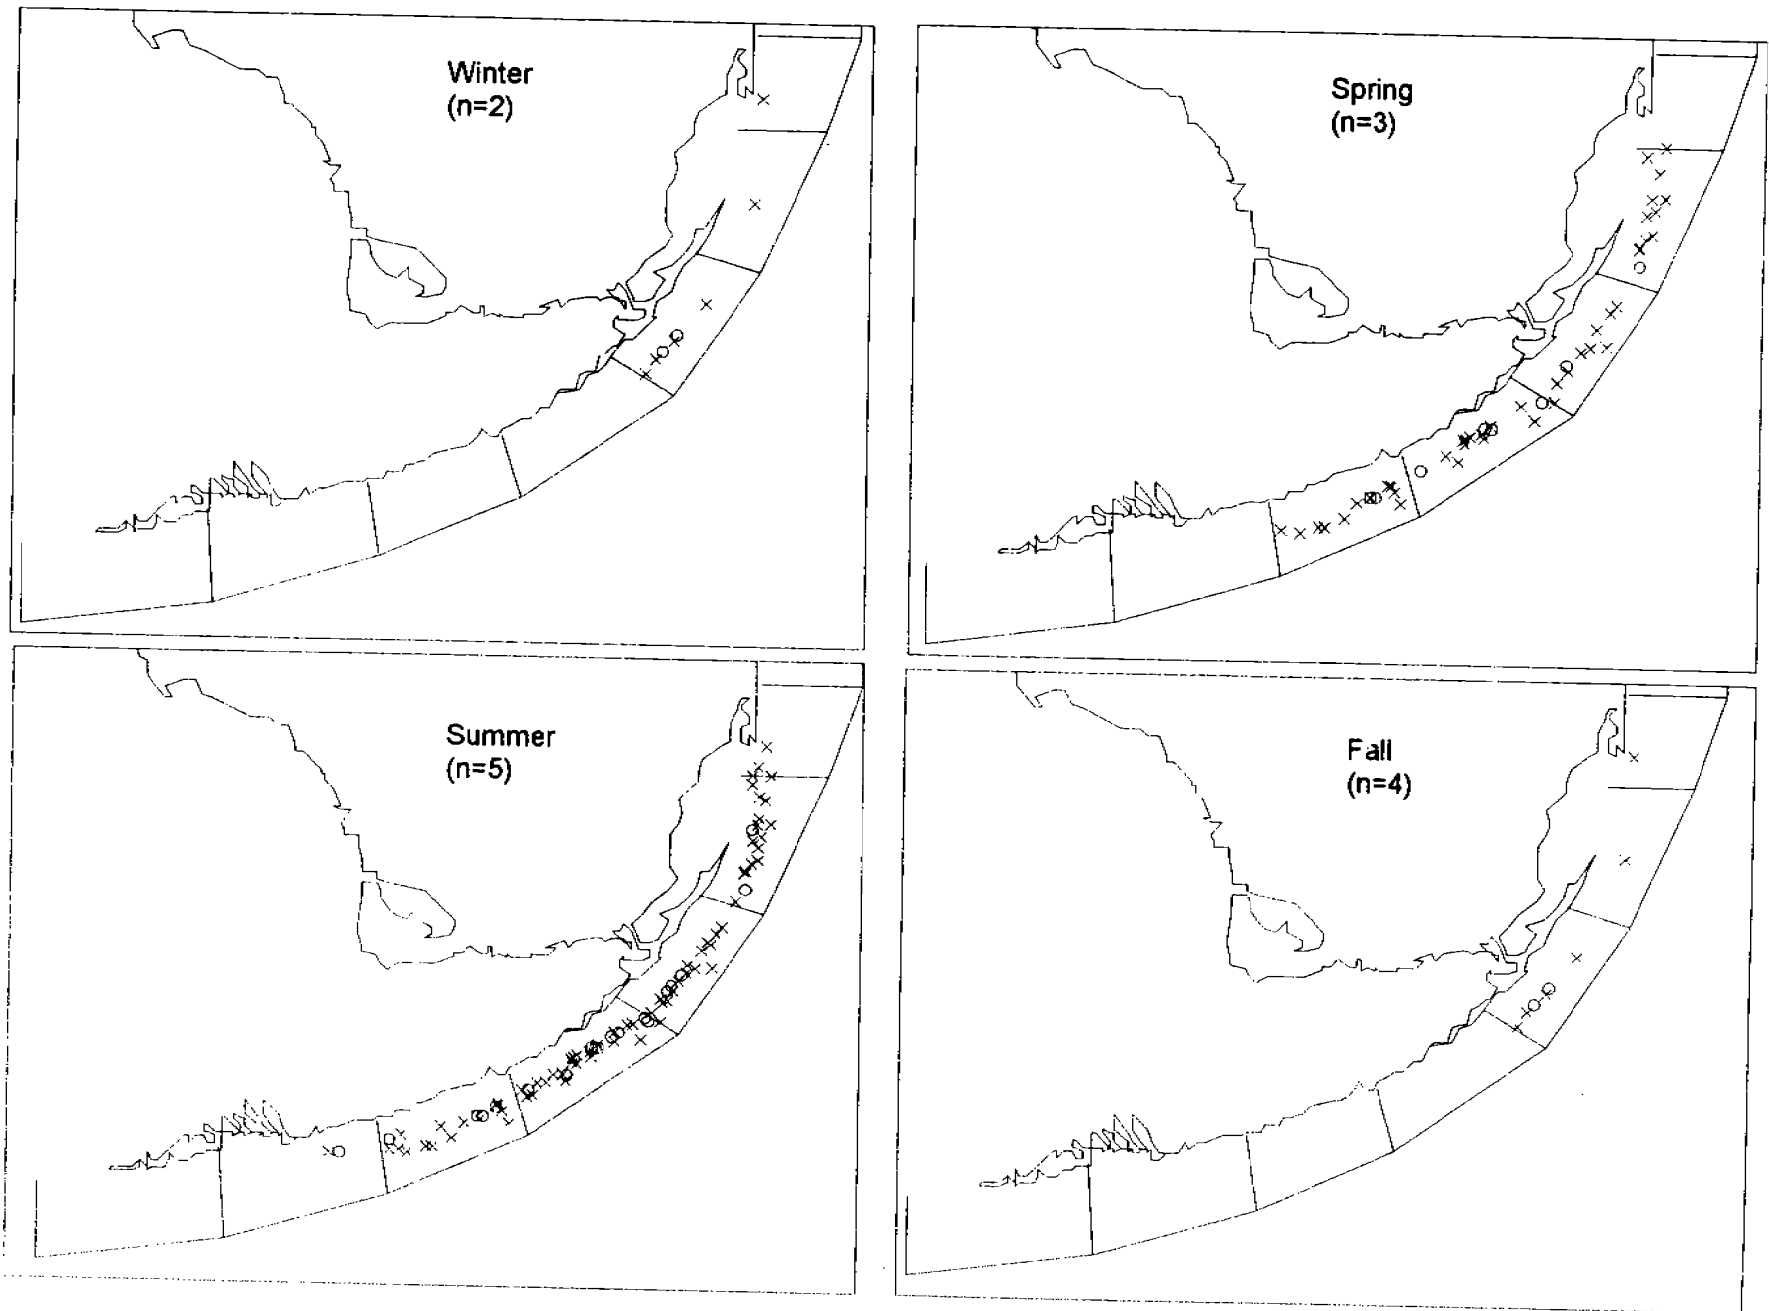 Winter
(n=2)
Spring
(n=3)
Summer
(n=5)
Fall
(n=4)